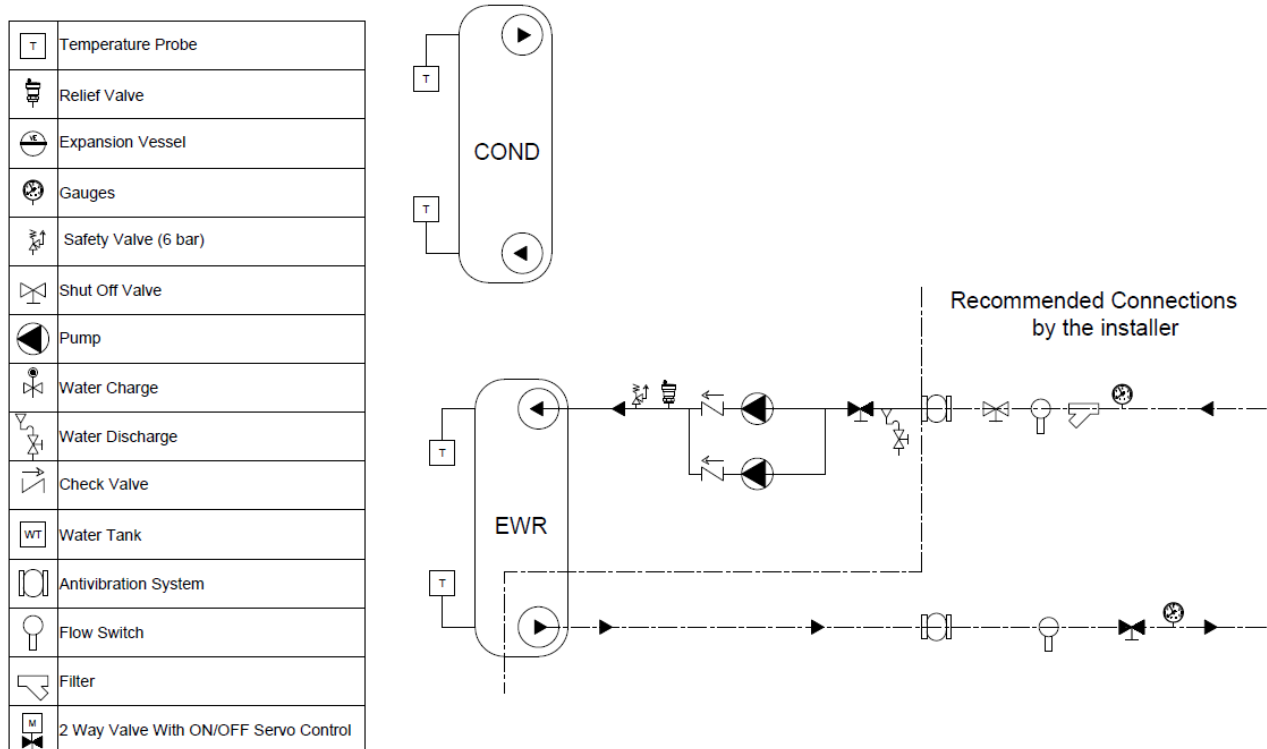 T Temperature Probe
Relief Valve
VE Expansion Vessel
Gauges
Safety Valve (6 bar)
Shut Off Valve
Pump
Water Charge
Water Discharge
Check Valve
WT Water Tank
Antivibration System
Flow Switch
Filter
M 2 Way Valve With ON/OFF Servo Control
T
COND
T
Recommended Connections
by the installer
T
EWR
T